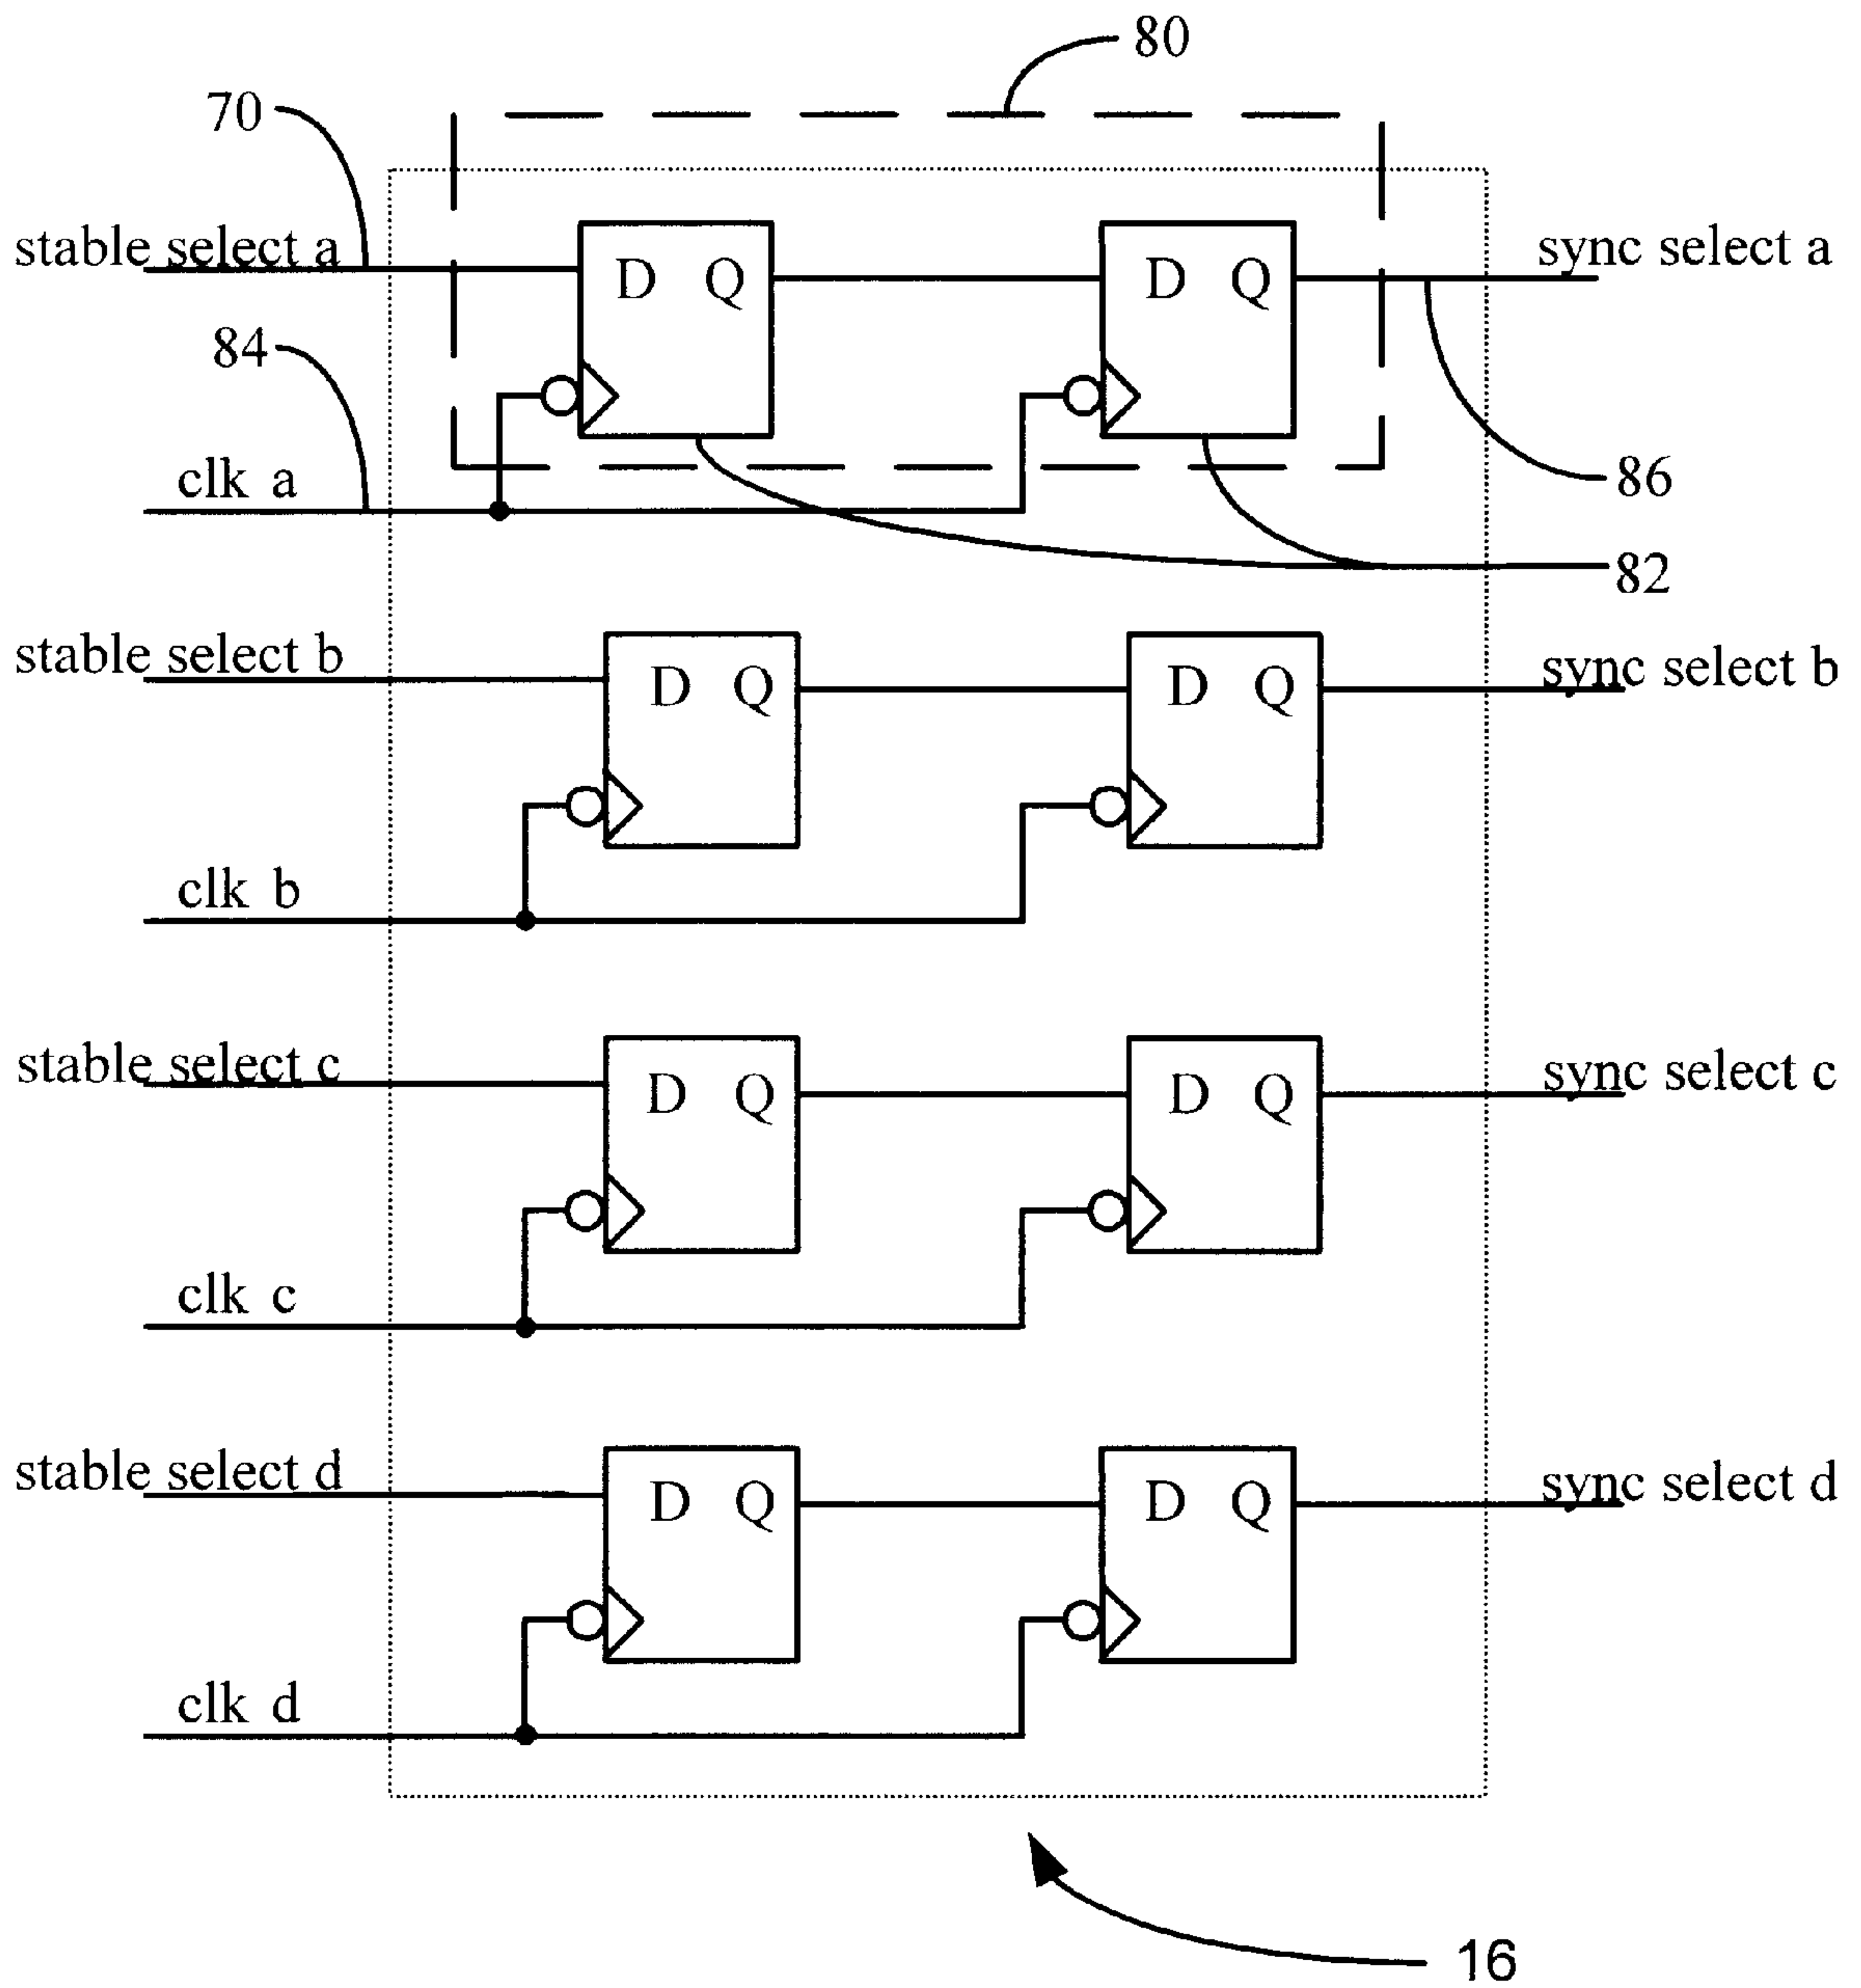 80
70
stable select a
sync select a
D Q
D Q
84
clk a
86
82
stable select b
sync select b
D Q
D Q
clk b
stable select c
sync select c
D Q
D Q
clk c
stable select d
sync select d
D Q
D Q
clk d
16